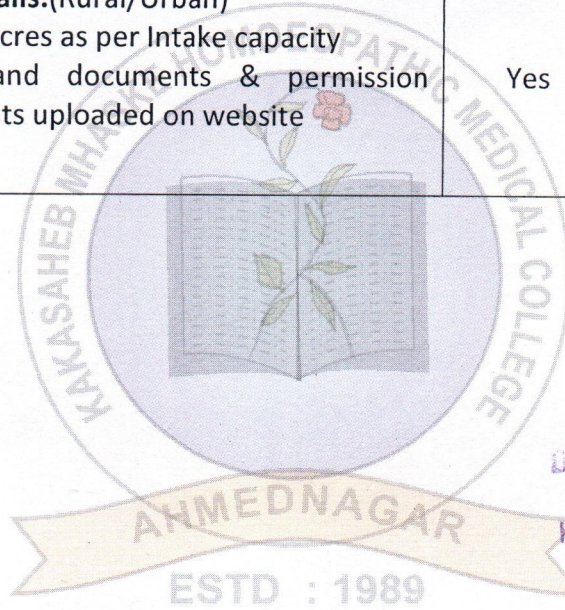 (Rural/Urban)
cres as per Intake capacity
and documents & permission
ts uploaded on website
Yes
KAKASAHEB MHASKE HOMOEOPATHIC MEDICAL COLLEGE
AHMEDNAGAR
ESTD : 1989